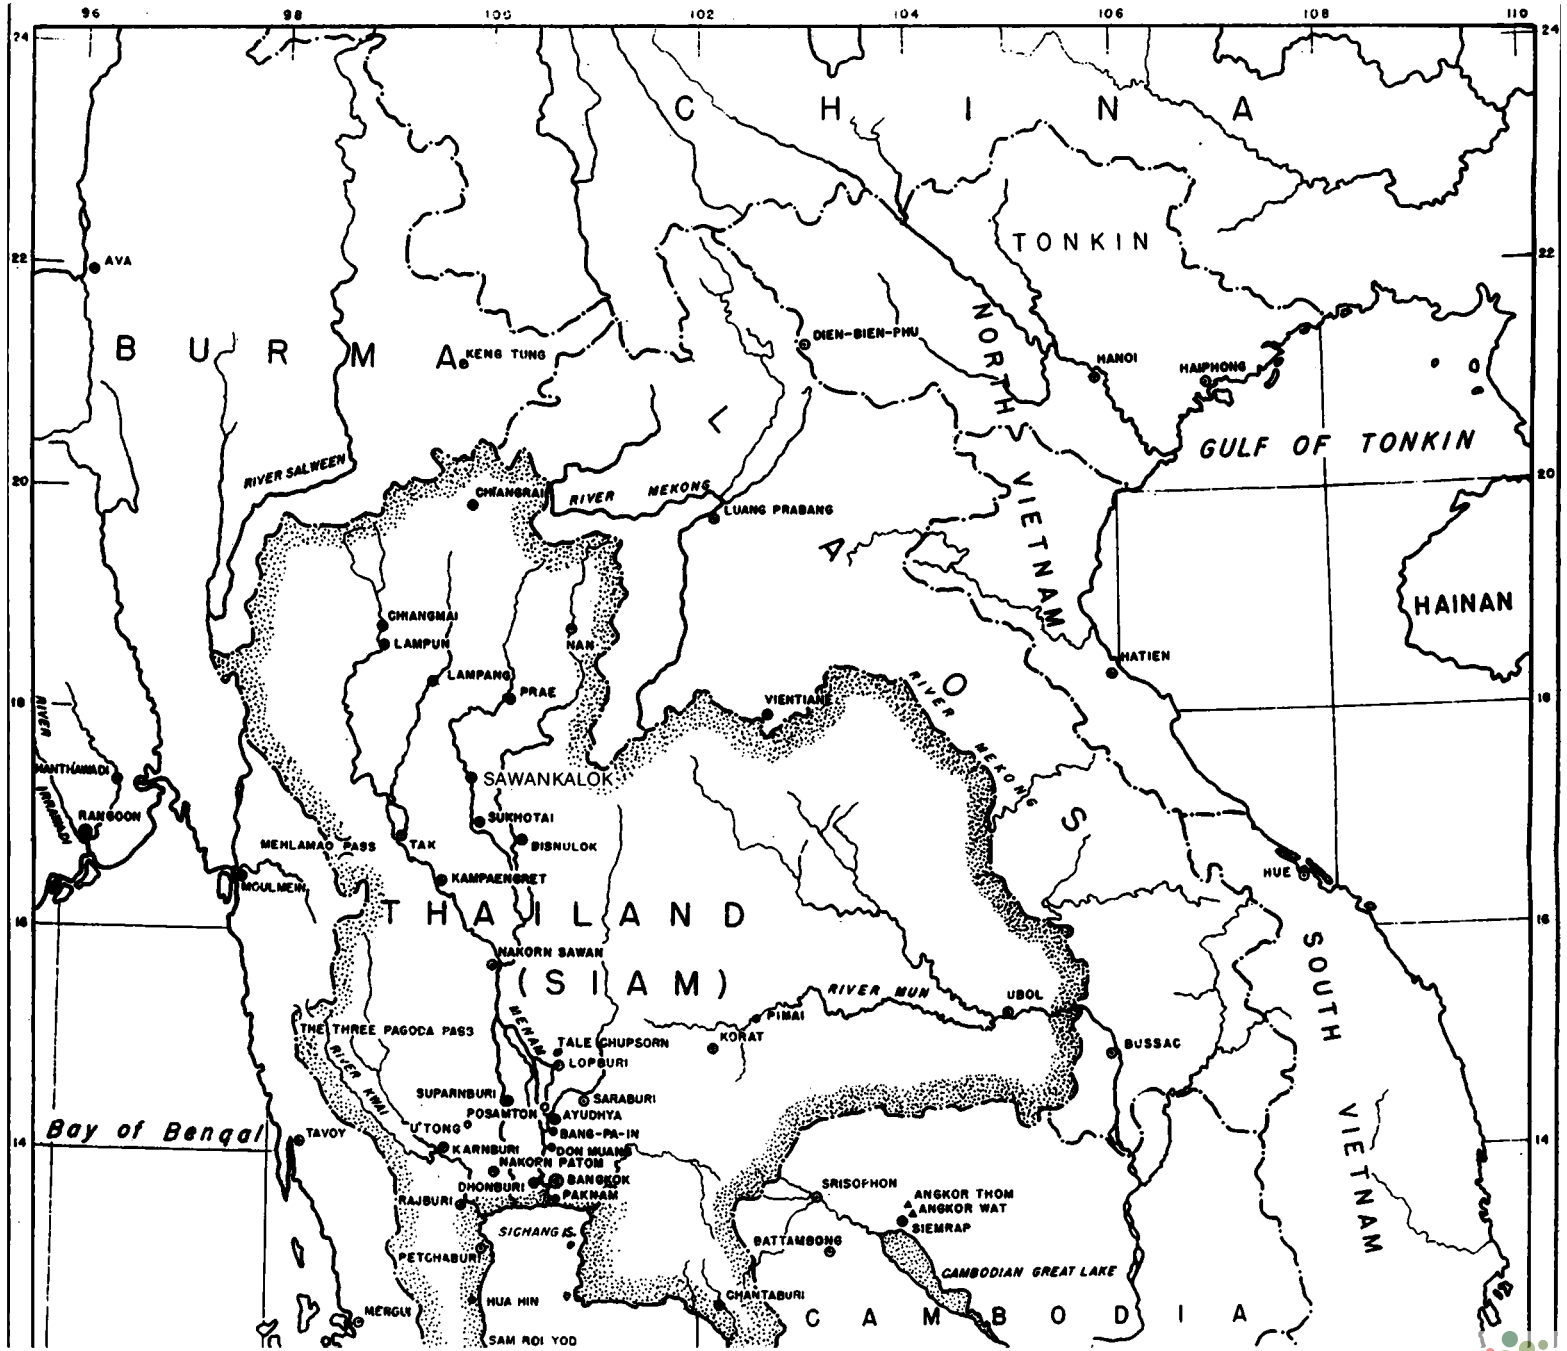 96 98 100 102 104 106 108 110
24 24
C H I N A
TONKIN
22 22
AVA
B U R M A
KENG TUNG
DIEN-BIEN-PHU
NORTH VIETNAM
HANOI
HAIPHONG
GULF OF TONKIN
L A O S
RIVER SALWEEN
20 20
CHIANGRAI
RIVER MEKONG
LUANG PRABANG
HAINAN
CHIANGMAI
LAMPUN
NAN
HATIEN
LAMPANG
PRAE
18 18
VIENTIANE
RIVER MEKONG
RIVER IRRAWADI
HANTHAWADI
SAWANKALOK
RANGOON
SUKHOTAI
MEHLAMAO PASS
TAK
BISNULOK
MOULMEIN
KAMPAENGPET
HUE
THAILAND
16 16
NAKORN SAWAN
(SIAM)
SOUTH VIETNAM
RIVER MUN
UBOL
PIMAI
MENAM
THE THREE PAGODA PASS
RIVER KWAI
TALE CHUPSORN
KORAT
LOPBURI
BUSSAC
SUPARNBURI
SARABURI
POSAMTON
AYUDHYA
U'TONG
BANG-PA-IN
Bay of Bengal
TAVOY
14 14
KARNBURI
DON MUANG
NAKORN PATOM
BANGKOK
DHONBURI
PAKNAM
RAJBURI
SRISOPHON
ANGKOR THOM
ANGKOR WAT
SIEMRAP
SICHANG IS.
PETCHABURI
BATTAMBONG
CAMBODIAN GREAT LAKE
HUA HIN
CHANTABURI
MERGUI
C A M B O D I A
SAM ROI YOD